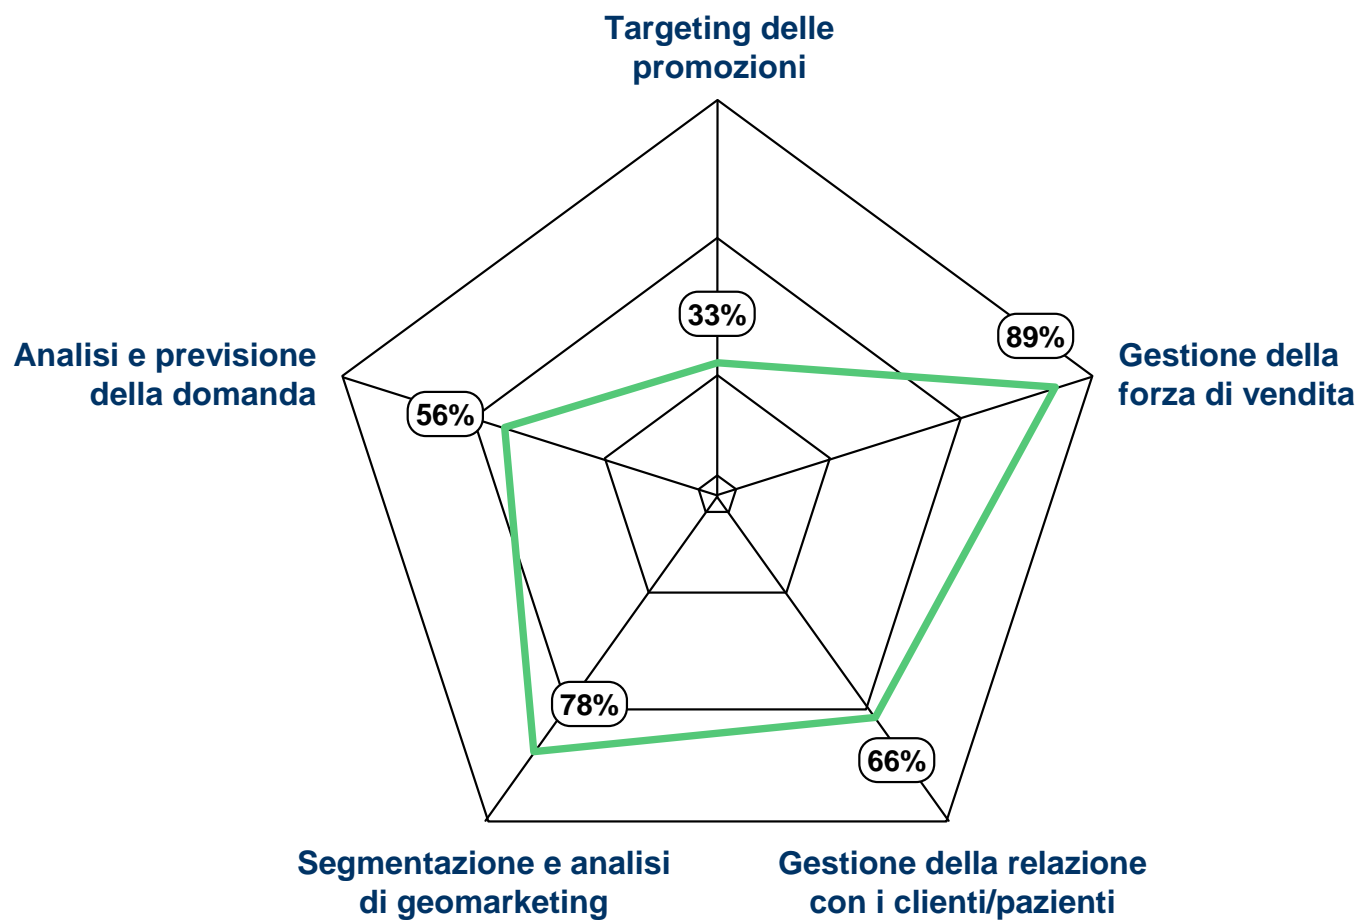 Targeting delle
promozioni
33%
89%
Gestione della
forza di vendita
Analisi e previsione
della domanda
56%
78%
66%
Segmentazione e analisi
di geomarketing
Gestione della relazione
con i clienti/pazienti